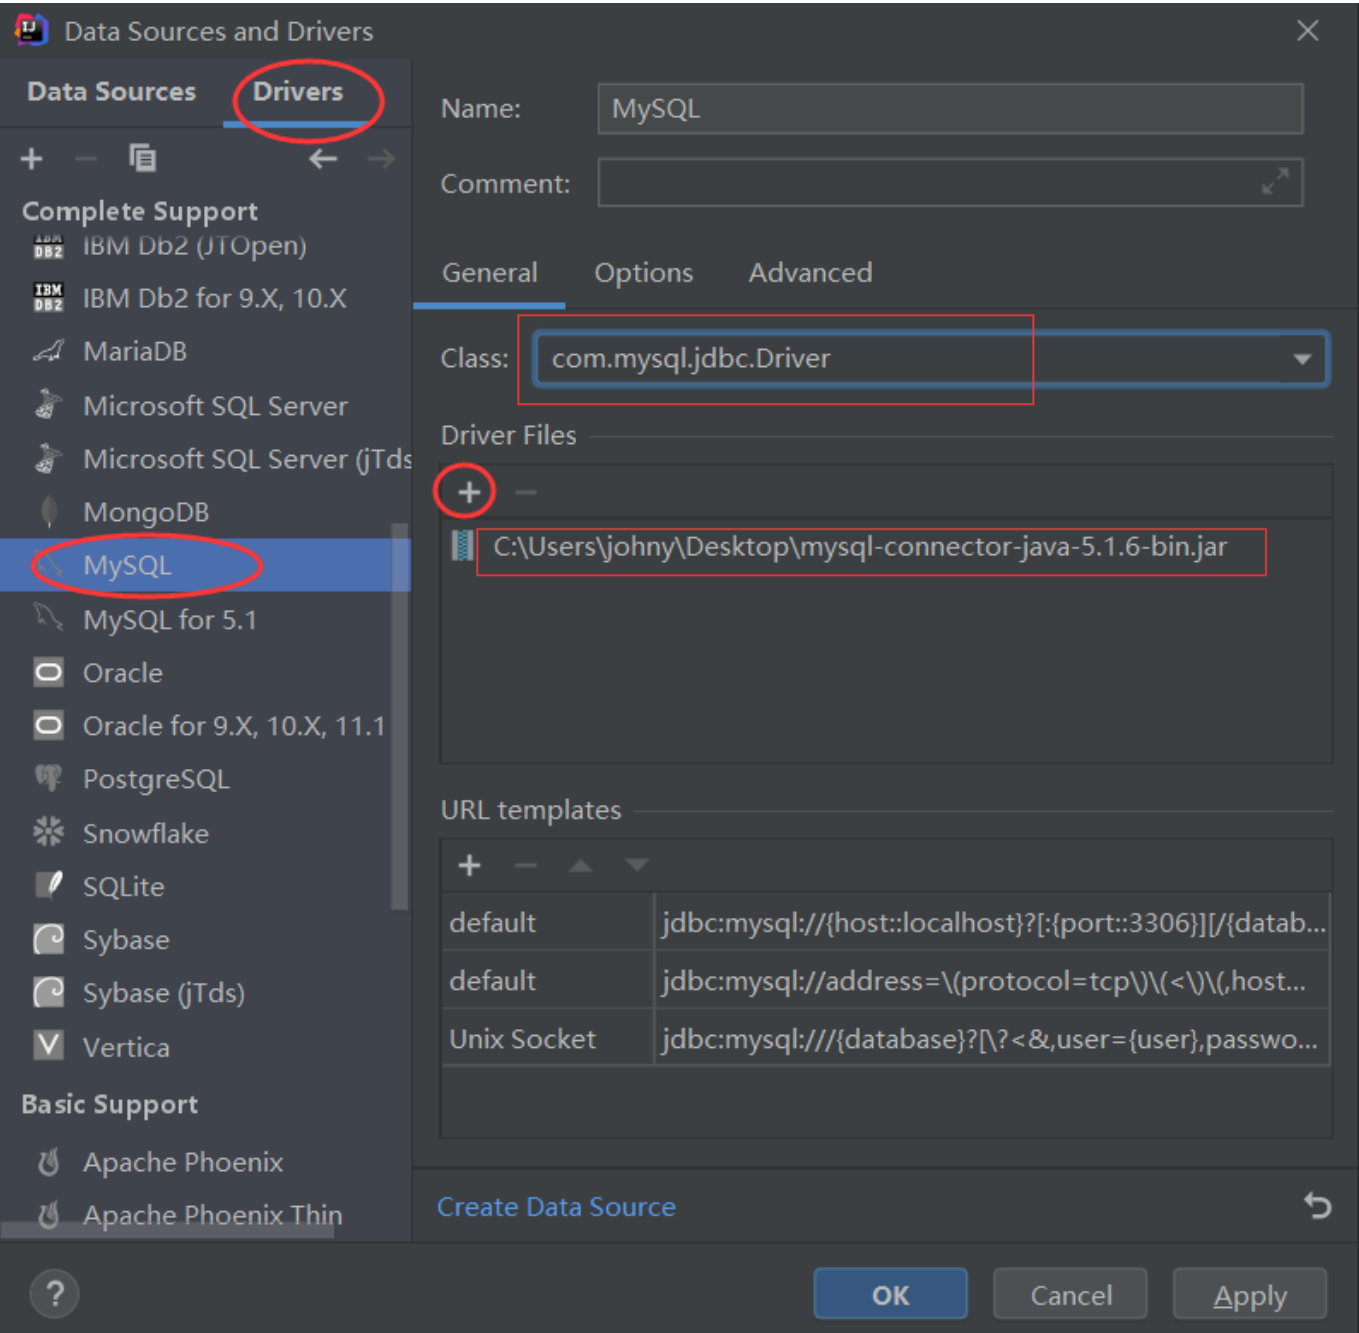 Data Sources and Drivers
Data Sources
Drivers
Complete Support
IBM Db2 (JTOpen)
IBM Db2 for 9.X, 10.X
MariaDB
Microsoft SQL Server
Microsoft SQL Server (jTds
MongoDB
MySQL
MySQL for 5.1
Oracle
Oracle for 9.X, 10.X, 11.1
PostgreSQL
Snowflake
SQLite
Sybase
Sybase (jTds)
Vertica
Basic Support
Apache Phoenix
Apache Phoenix Thin
Name: MySQL
Comment:
General Options Advanced
Class: com.mysql.jdbc.Driver
Driver Files
C:\Users\johny\Desktop\mysql-connector-java-5.1.6-bin.jar
URL templates
default jdbc:mysql://{host::localhost}?[:{port::3306}][/{datab...
default jdbc:mysql://address=\(protocol=tcp\)\(<\)\(,host...
Unix Socket jdbc:mysql:///{database}?[\?<&,user={user},passwo...
Create Data Source
? OK Cancel Apply